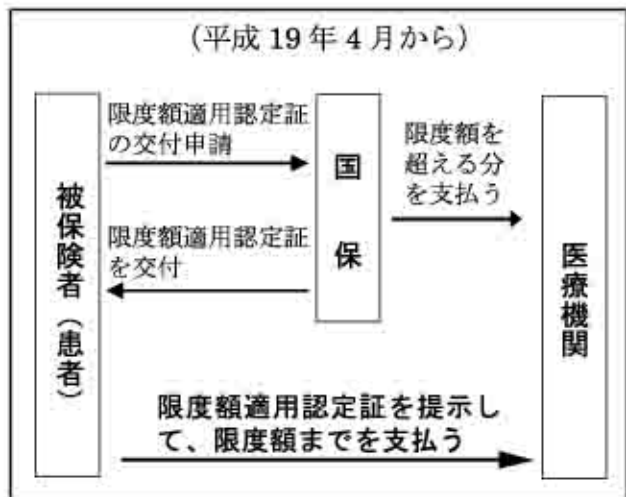 （平成 19 年 4 月から）
限度額適用認定証
の交付申請
限度額を
超える分
を支払う
国保
被保険者（患者）
限度額適用認定証
を交付
医療機関
限度額適用認定証を提示し
て、限度額までを支払う